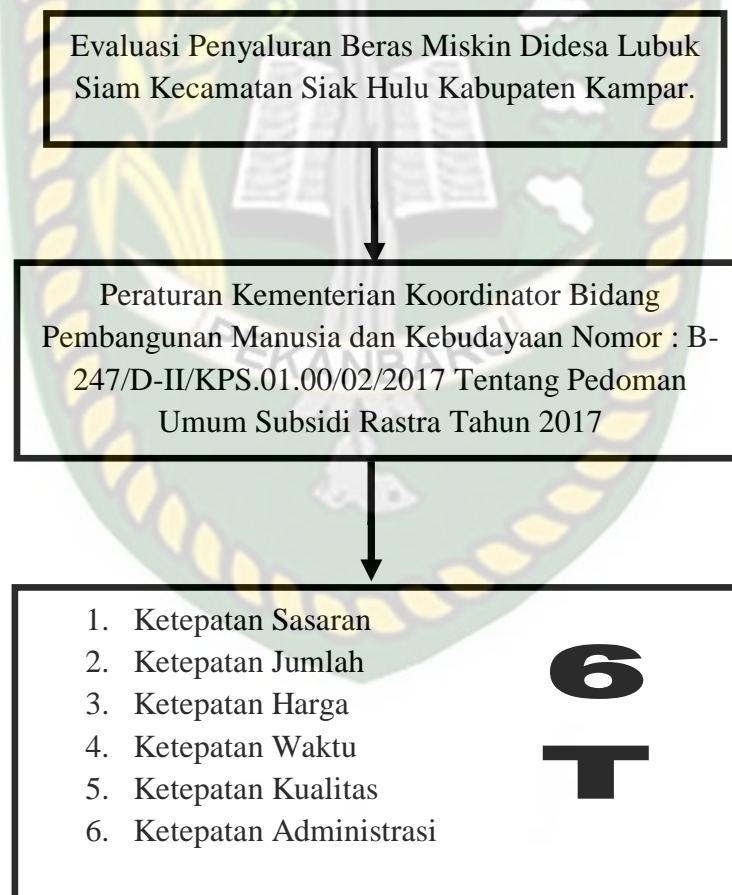 Evaluasi Penyaluran Beras Miskin Didesa Lubuk
Siam Kecamatan Siak Hulu Kabupaten Kampar.
Peraturan Kementerian Koordinator Bidang
Pembangunan Manusia dan Kebudayaan Nomor : B-
247/D-II/KPS.01.00/02/2017 Tentang Pedoman
Umum Subsidi Rastra Tahun 2017
PEKANBARU
1. Ketepatan Sasaran
2. Ketepatan Jumlah
3. Ketepatan Harga
4. Ketepatan Waktu
5. Ketepatan Kualitas
6. Ketepatan Administrasi
6
T